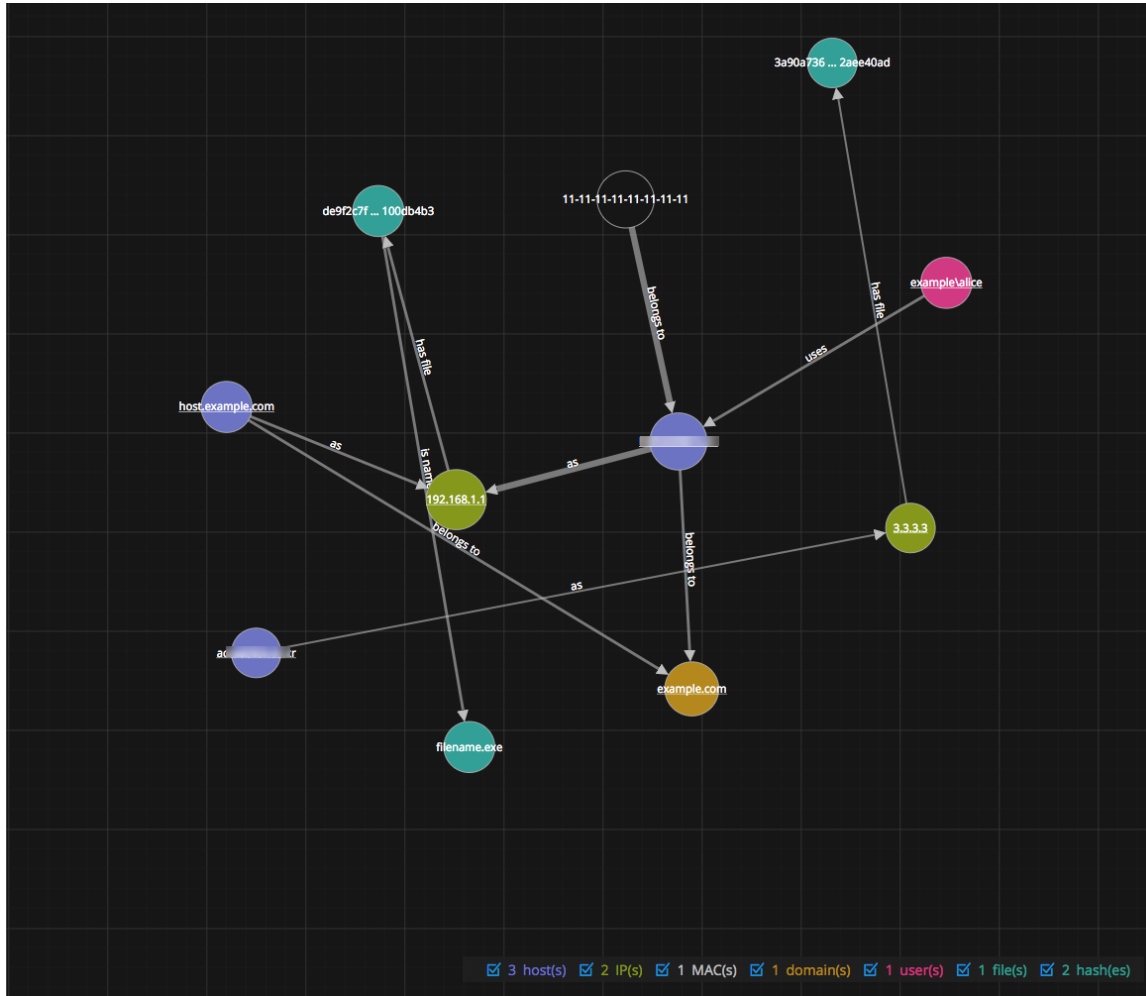 3a90a736 ... 2aee40ad
11-11-11-11-11-11-11-11
de9f2c7f ... 100db4b3
example\alice
has file
belongs to
has file
uses
host.example.com
as
is name
as
192.168.1.1
3.3.3.3
belongs to
belongs to
as
example.com
filename.exe
3 host(s) 2 IP(s) 1 MAC(s) 1 domain(s) 1 user(s) 1 file(s) 2 hash(es)